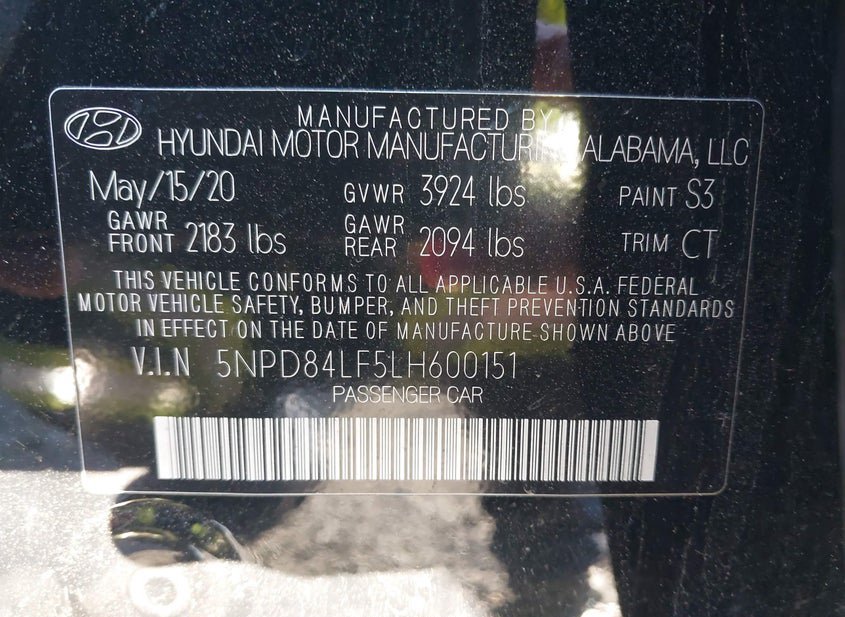 MANUFACTURED BY
HYUNDAI MOTOR MANUFACTURING ALABAMA, LLC
May/15/20 GVWR 3924 lbs PAINT S3
GAWR FRONT 2183 lbs GAWR REAR 2094 lbs TRIM CT
THIS VEHICLE CONFORMS TO ALL APPLICABLE U.S.A. FEDERAL
MOTOR VEHICLE SAFETY, BUMPER, AND THEFT PREVENTION STANDARDS
IN EFFECT ON THE DATE OF MANUFACTURE SHOWN ABOVE
V.I.N 5NPD84LF5LH600151
PASSENGER CAR